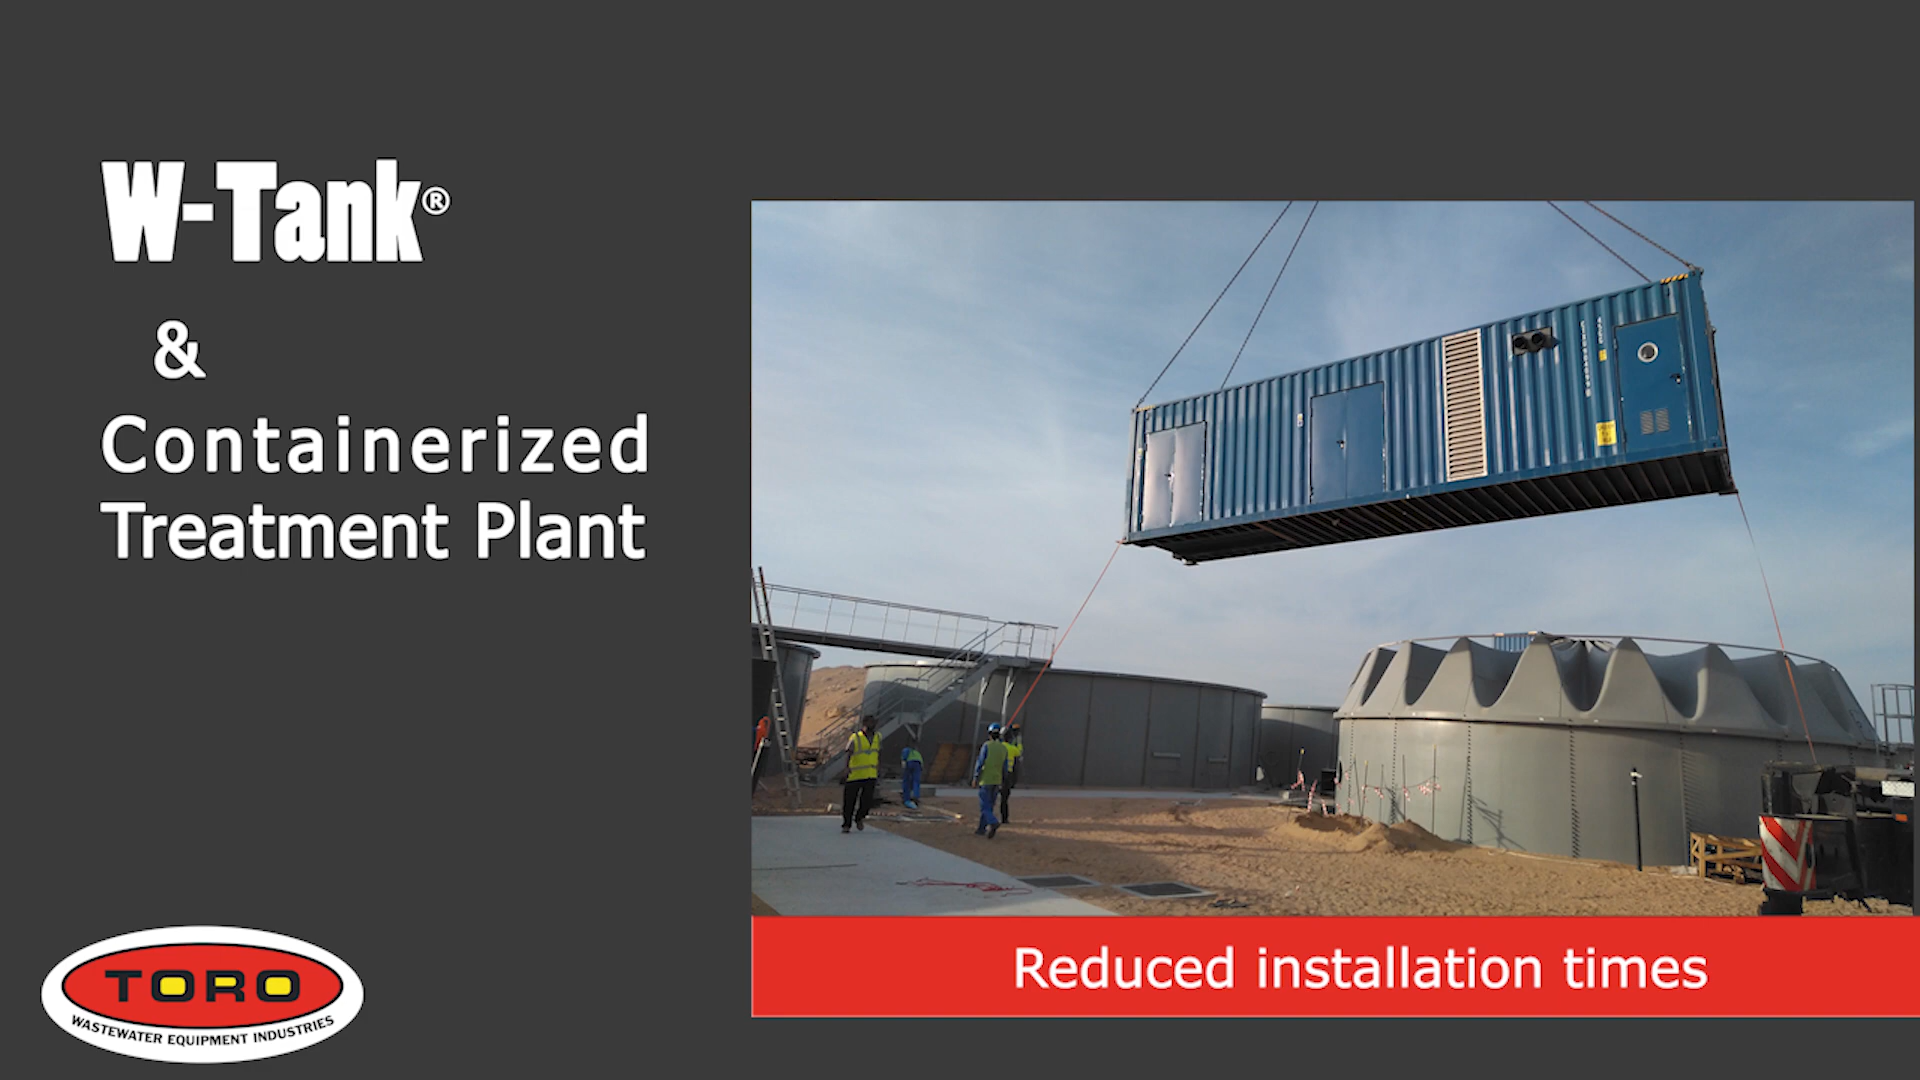 W-Tank®
&
Containerized
Treatment Plant
Reduced installation times
TORO
WASTEWATER EQUIPMENT INDUSTRIES